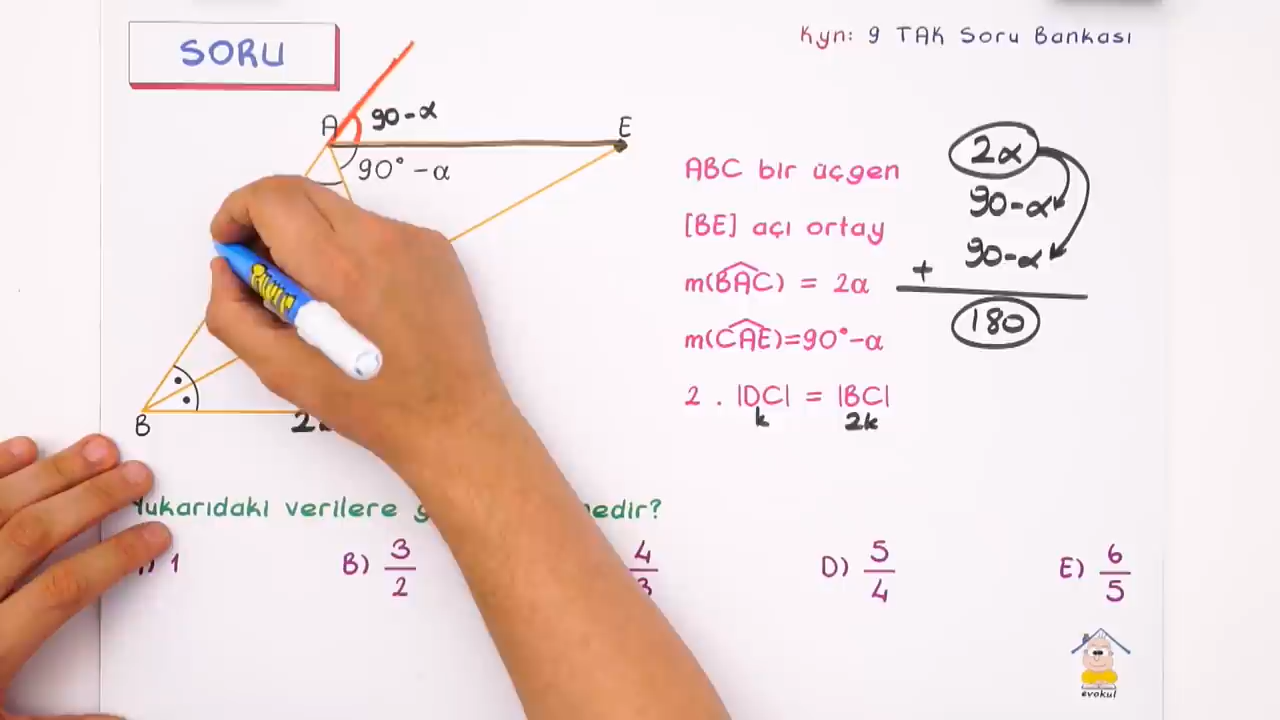 SORU
Kyn: 9 TAK Soru Bankası
A
90-α
E
90° -α
B
ABC bir üçgen
[BE] açı ortay
m(BAC) = 2α
m(CAE)=90°-α
2 . |DC| = |BC|
k 2k
2α
90-α
90-α
+
180
verilere
nedir?
1
B) 3/2
4/3
D) 5/4
E) 6/5
evokul